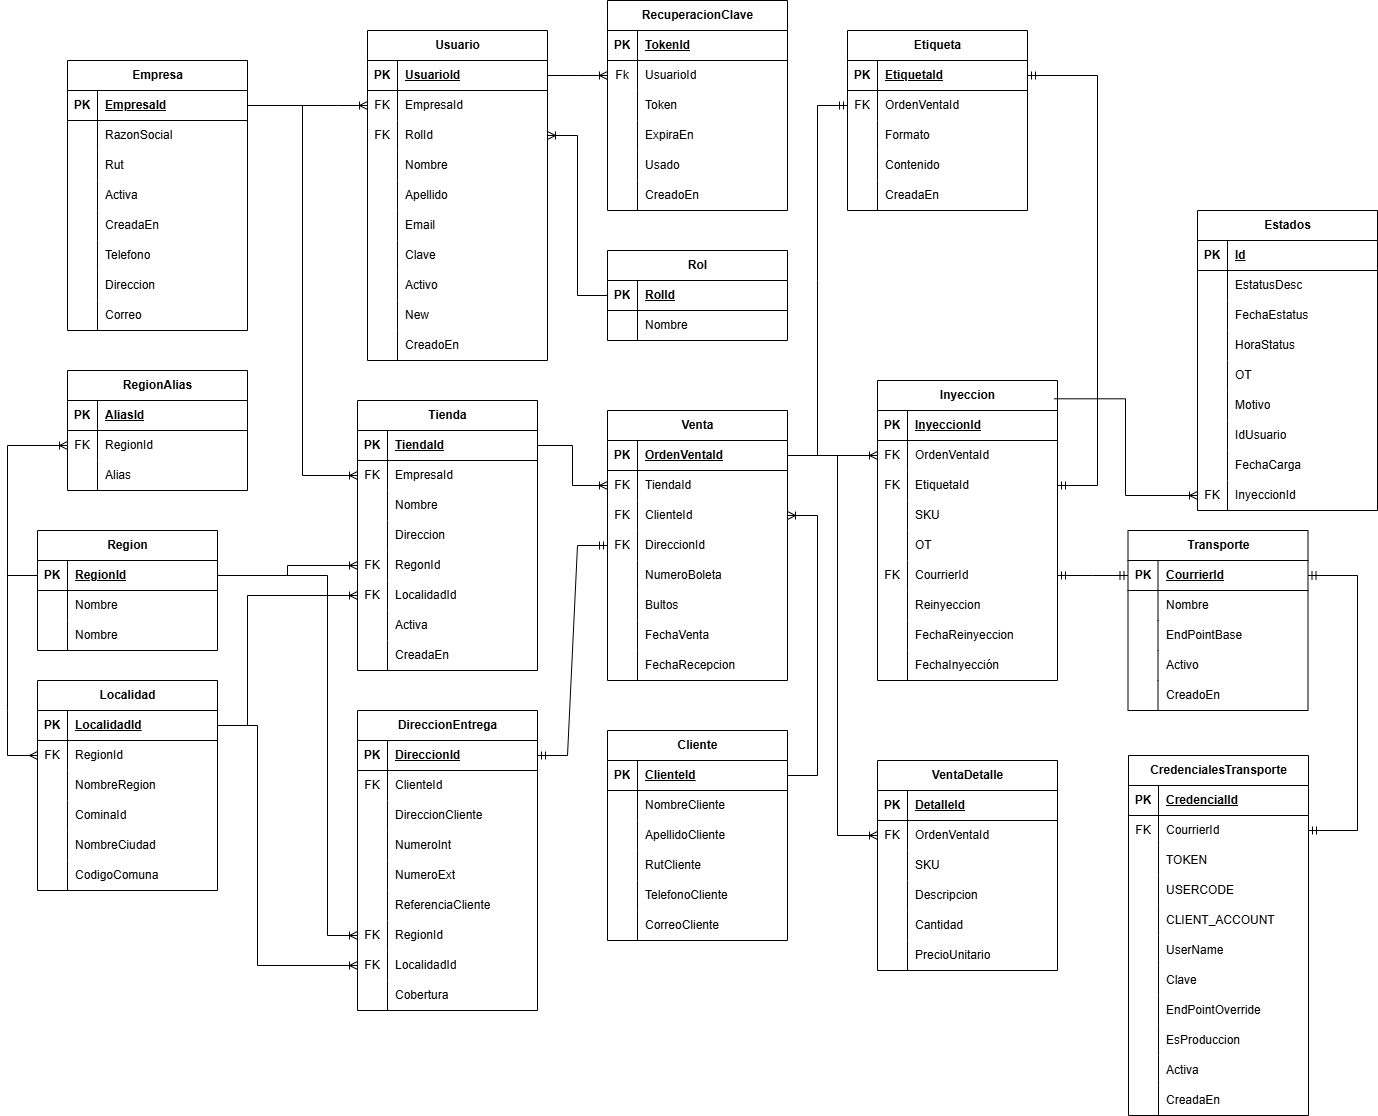 Empresa
PK EmpresaId
RazonSocial
Rut
Activa
CreadaEn
Telefono
Direccion
Correo
Usuario
PK UsuarioId
FK EmpresaId
FK RolId
Nombre
Apellido
Email
Clave
Activo
New
CreadoEn
RecuperacionClave
PK TokenId
Fk UsuarioId
Token
ExpiraEn
Usado
CreadoEn
Etiqueta
PK EtiquetaId
FK OrdenVentaId
Formato
Contenido
CreadaEn
Rol
PK RolId
Nombre
Estados
PK Id
EstatusDesc
FechaEstatus
HoraStatus
OT
Motivo
IdUsuario
FechaCarga
FK InyeccionId
RegionAlias
PK AliasId
FK RegionId
Alias
Tienda
PK TiendaId
FK EmpresaId
Nombre
Direccion
FK RegonId
FK LocalidadId
Activa
CreadaEn
Venta
PK OrdenVentaId
FK TiendaId
FK ClienteId
FK DireccionId
NumeroBoleta
Bultos
FechaVenta
FechaRecepcion
Inyeccion
PK InyeccionId
FK OrdenVentaId
FK EtiquetaId
SKU
OT
FK CourrierId
Reinyeccion
FechaReinyeccion
FechaInyección
Region
PK RegionId
Nombre
Nombre
Transporte
PK CourrierId
Nombre
EndPointBase
Activo
CreadoEn
Localidad
PK LocalidadId
FK RegionId
NombreRegion
CominaId
NombreCiudad
CodigoComuna
DireccionEntrega
PK DireccionId
FK ClienteId
DireccionCliente
NumeroInt
NumeroExt
ReferenciaCliente
FK RegionId
FK LocalidadId
Cobertura
Cliente
PK ClienteId
NombreCliente
ApellidoCliente
RutCliente
TelefonoCliente
CorreoCliente
VentaDetalle
PK DetalleId
FK OrdenVentaId
SKU
Descripcion
Cantidad
PrecioUnitario
CredencialesTransporte
PK CredencialId
FK CourrierId
TOKEN
USERCODE
CLIENT_ACCOUNT
UserName
Clave
EndPointOverride
EsProduccion
Activa
CreadaEn